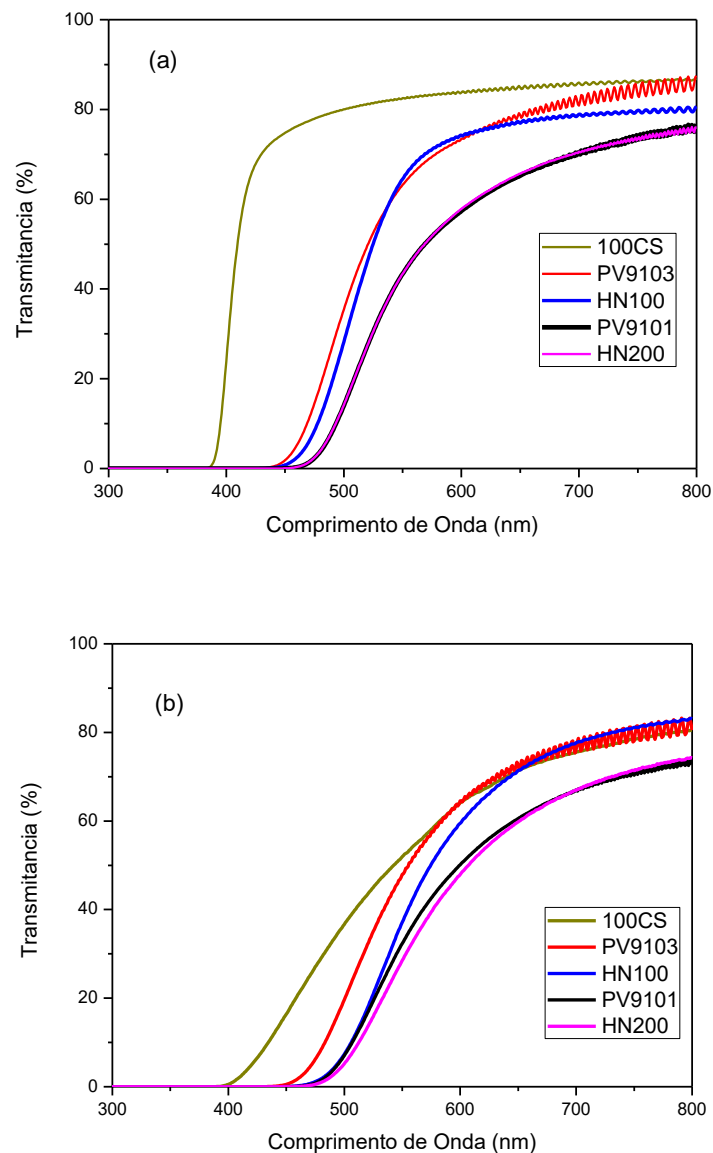 100
(a)
80
60
Transmitancia (%)
40
20
0
100CS
PV9103
HN100
PV9101
HN200
300 400 500 600 700 800
Comprimento de Onda (nm)
100
(b)
80
60
Transmitancia (%)
40
20
0
100CS
PV9103
HN100
PV9101
HN200
300 400 500 600 700 800
Comprimento de Onda (nm)